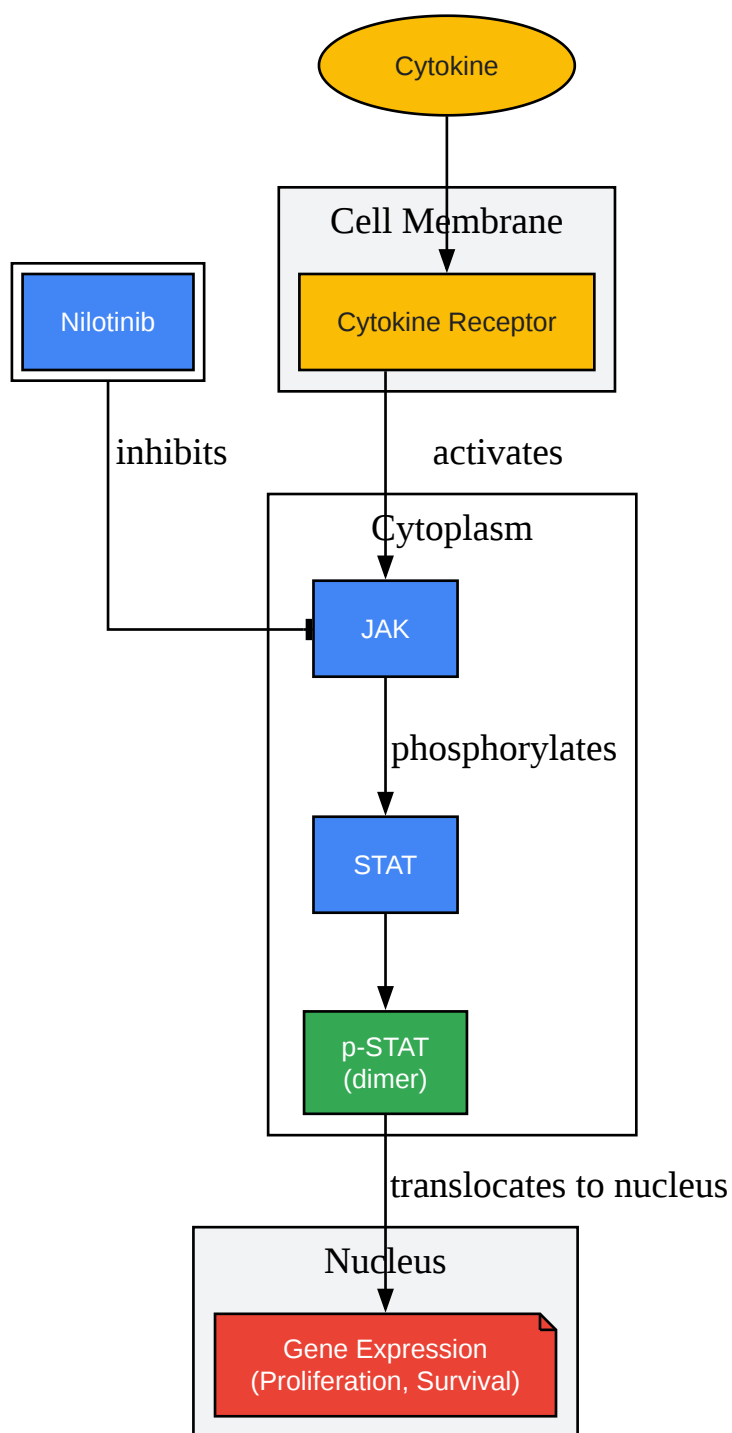 Cytokine
Cell Membrane
Cytokine Receptor
Nilotinib
inhibits
activates
Cytoplasm
JAK
phosphorylates
STAT
p-STAT
(dimer)
translocates to nucleus
Nucleus
Gene Expression
(Proliferation, Survival)